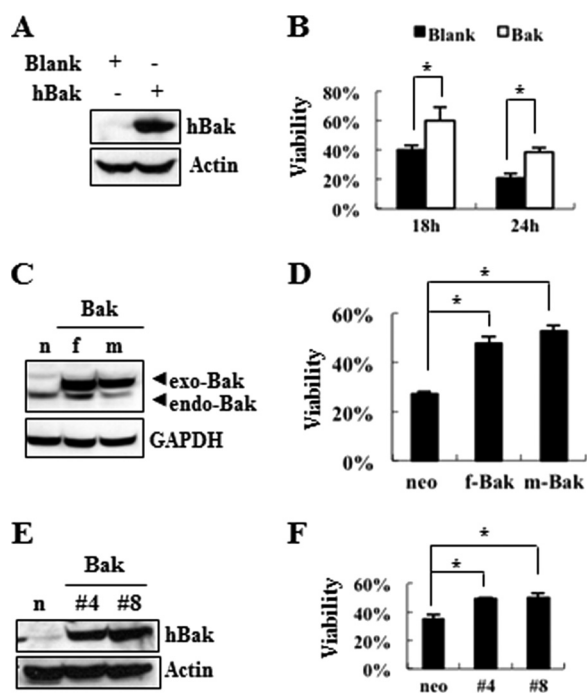 A
Blank + -
hBak - +
hBak
Actin
B
Blank Bak
* *
Viability
80%
60%
40%
20%
0%
18h 24h
C
Bak
n f m
exo-Bak
endo-Bak
GAPDH
D
*
*
Viability
60%
40%
20%
0%
neo f-Bak m-Bak
E
Bak
n #4 #8
hBak
Actin
F
*
*
Viability
60%
40%
20%
0%
neo #4 #8